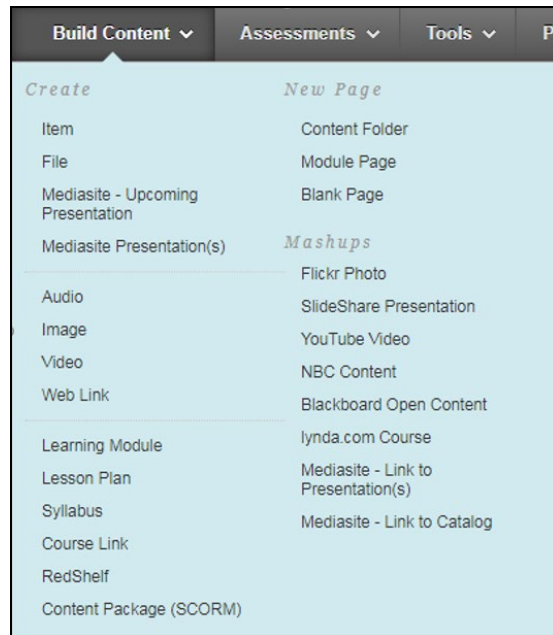 Build Content
Assessments
Tools
P
Create
Item
File
Mediasite - Upcoming
Presentation
Mediasite Presentation(s)
Audio
Image
Video
Web Link
Learning Module
Lesson Plan
Syllabus
Course Link
RedShelf
Content Package (SCORM)
New Page
Content Folder
Module Page
Blank Page
Mashups
Flickr Photo
SlideShare Presentation
YouTube Video
NBC Content
Blackboard Open Content
lynda.com Course
Mediasite - Link to
Presentation(s)
Mediasite - Link to Catalog